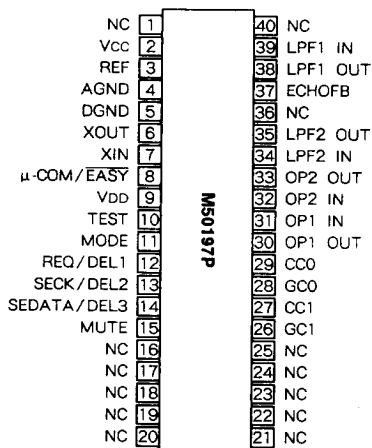 NC 1 40 NC
Vcc 2 39 LPF1 IN
REF 3 38 LPF1 OUT
AGND 4 37 ECHOFB
DGND 5 36 NC
XOUT 6 35 LPF2 OUT
XIN 7 34 LPF2 IN
μ-COM/EASY 8 33 OP2 OUT
VDD 9 32 OP2 IN
TEST 10 31 OP1 IN
MODE 11 30 OP1 OUT
REQ/DEL1 12 29 CC0
SECK/DEL2 13 28 GC0
SEDATA/DEL3 14 27 CC1
MUTE 15 26 GC1
NC 16 25 NC
NC 17 24 NC
NC 18 23 NC
NC 19 22 NC
NC 20 21 NC
M50197P